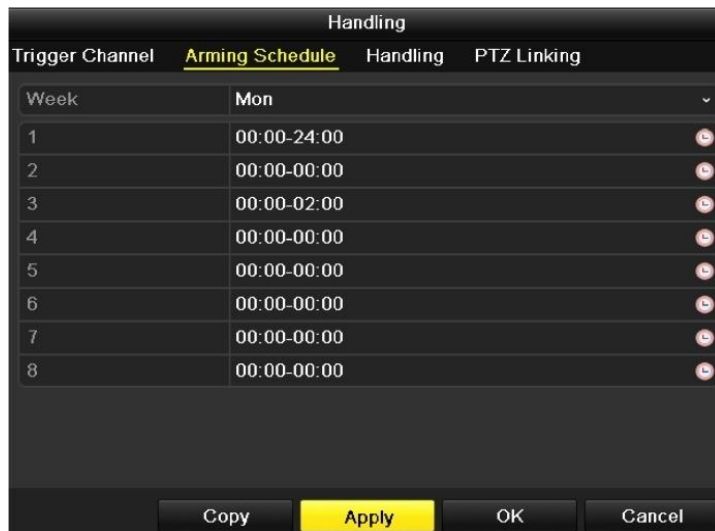 Handling
Trigger Channel Arming Schedule Handling PTZ Linking
Week Mon
1 00:00-24:00
2 00:00-00:00
3 00:00-02:00
4 00:00-00:00
5 00:00-00:00
6 00:00-00:00
7 00:00-00:00
8 00:00-00:00
Copy Apply OK Cancel